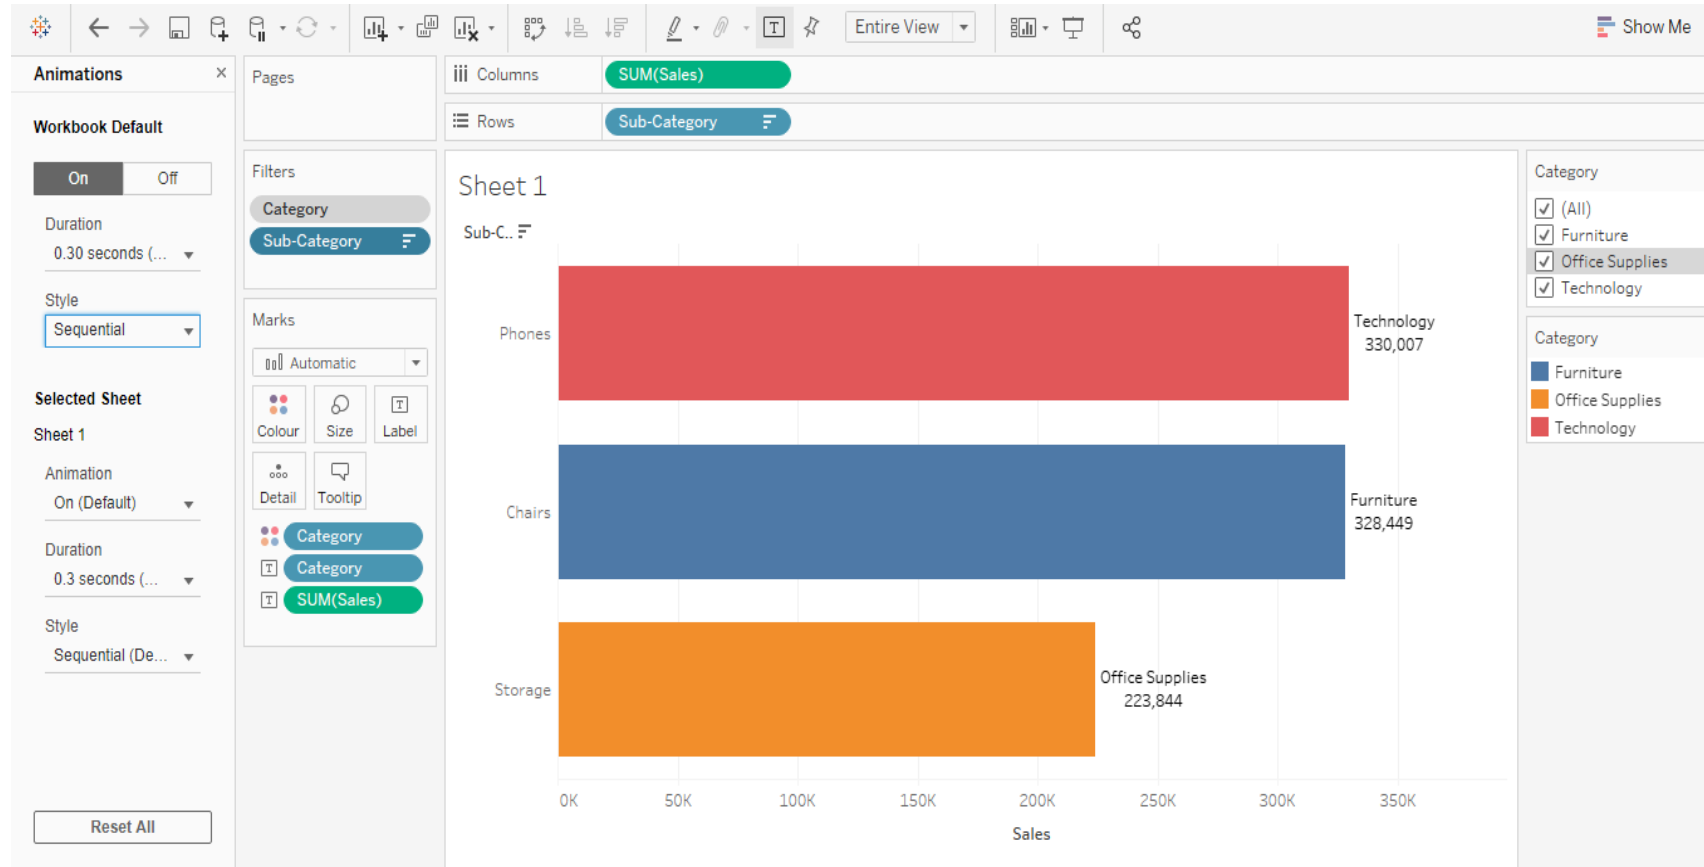 Entire View
Show Me
Animations
Workbook Default
On Off
Duration
0.30 seconds (...
Style
Sequential
Selected Sheet
Sheet 1
Animation
On (Default)
Duration
0.3 seconds (...
Style
Sequential (De...
Reset All
Pages
Filters
Category
Sub-Category
Marks
Automatic
Colour Size Label
Detail Tooltip
Category
Category
SUM(Sales)
Columns SUM(Sales)
Rows Sub-Category
Sheet 1
Sub-C..
Phones
Technology
330,007
Chairs
Furniture
328,449
Storage
Office Supplies
223,844
0K 50K 100K 150K 200K 250K 300K 350K
Sales
Category
(All)
Furniture
Office Supplies
Technology
Category
Furniture
Office Supplies
Technology